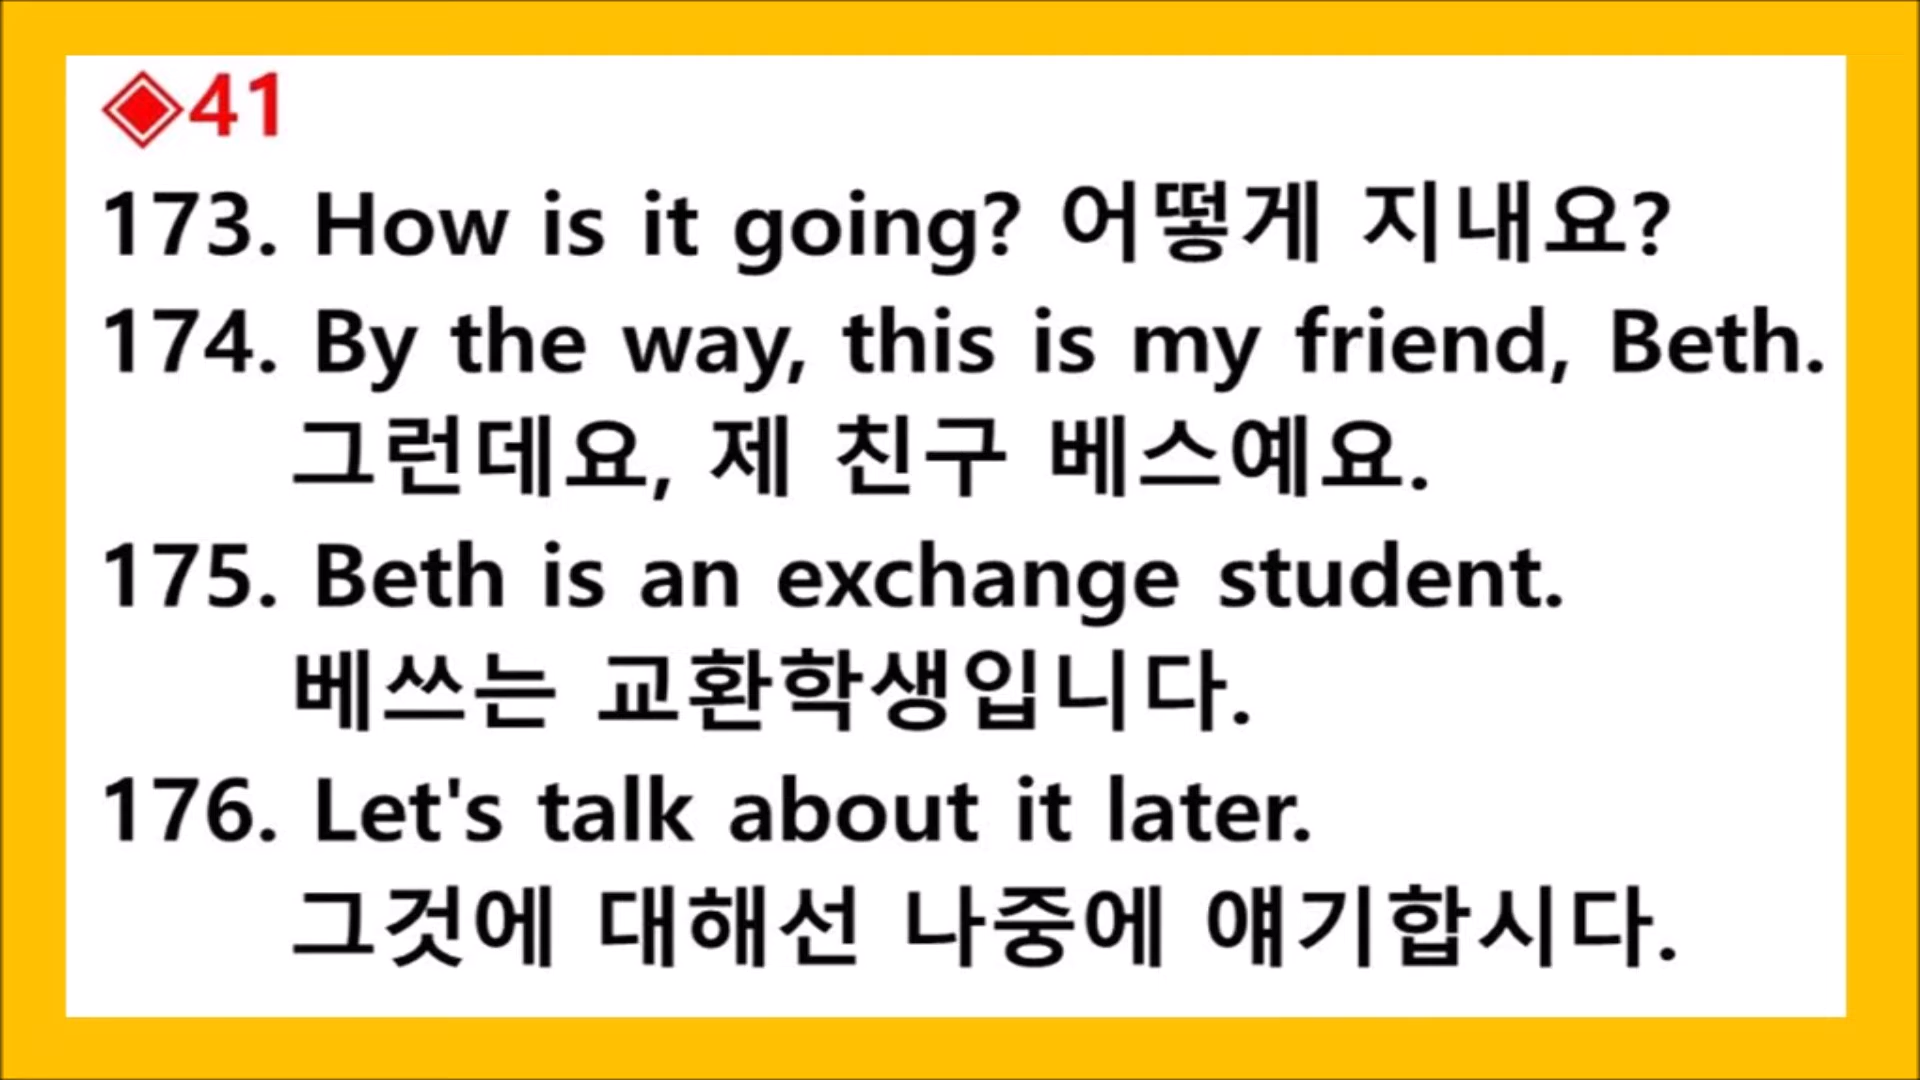 ◈41
173. How is it going? 어떻게 지내요?
174. By the way, this is my friend, Beth.
그런데요, 제 친구 베스예요.
175. Beth is an exchange student.
베쓰는 교환학생입니다.
176. Let's talk about it later.
그것에 대해선 나중에 얘기합시다.